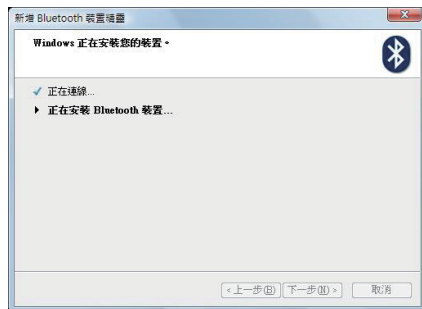 新增 Bluetooth 裝置精靈
Windows 正在安裝您的裝置。
正在連線...
正在安裝 Bluetooth 裝置...
<上一步(B) 下一步(N)> 取消